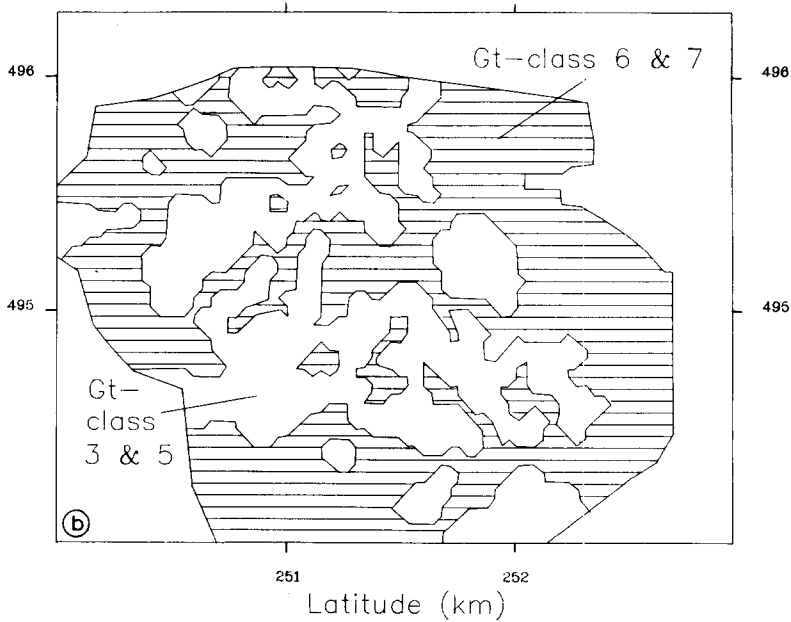 496
496
Gt-class 6 & 7
495
495
Gt-
class
3 & 5
b
251
252
Latitude (km)